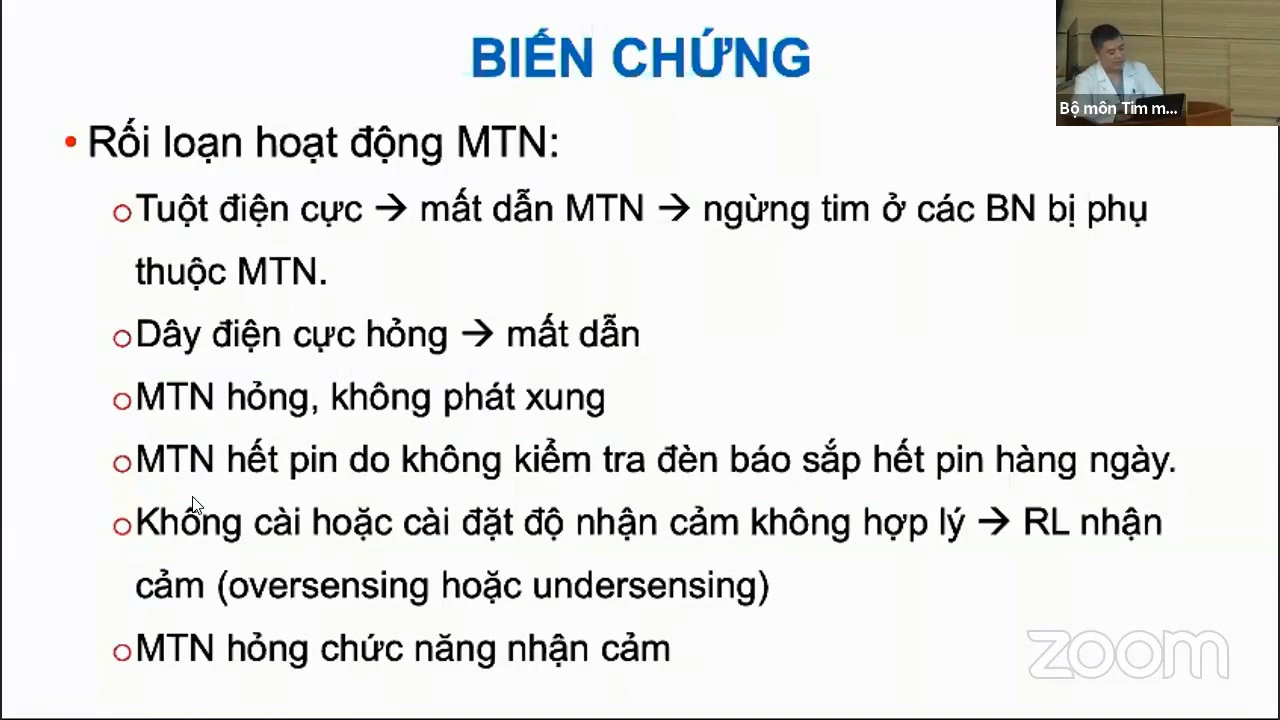 BIẾN CHỨNG
Bộ môn Tim m...
• Rối loạn hoạt động MTN:
o Tuột điện cực → mất dẫn MTN → ngừng tim ở các BN bị phụ
thuộc MTN.
o Dây điện cực hỏng → mất dẫn
o MTN hỏng, không phát xung
o MTN hết pin do không kiểm tra đèn báo sắp hết pin hàng ngày.
o Không cài hoặc cài đặt độ nhận cảm không hợp lý → RL nhận
cảm (oversensing hoặc undersensing)
o MTN hỏng chức năng nhận cảm
zoom